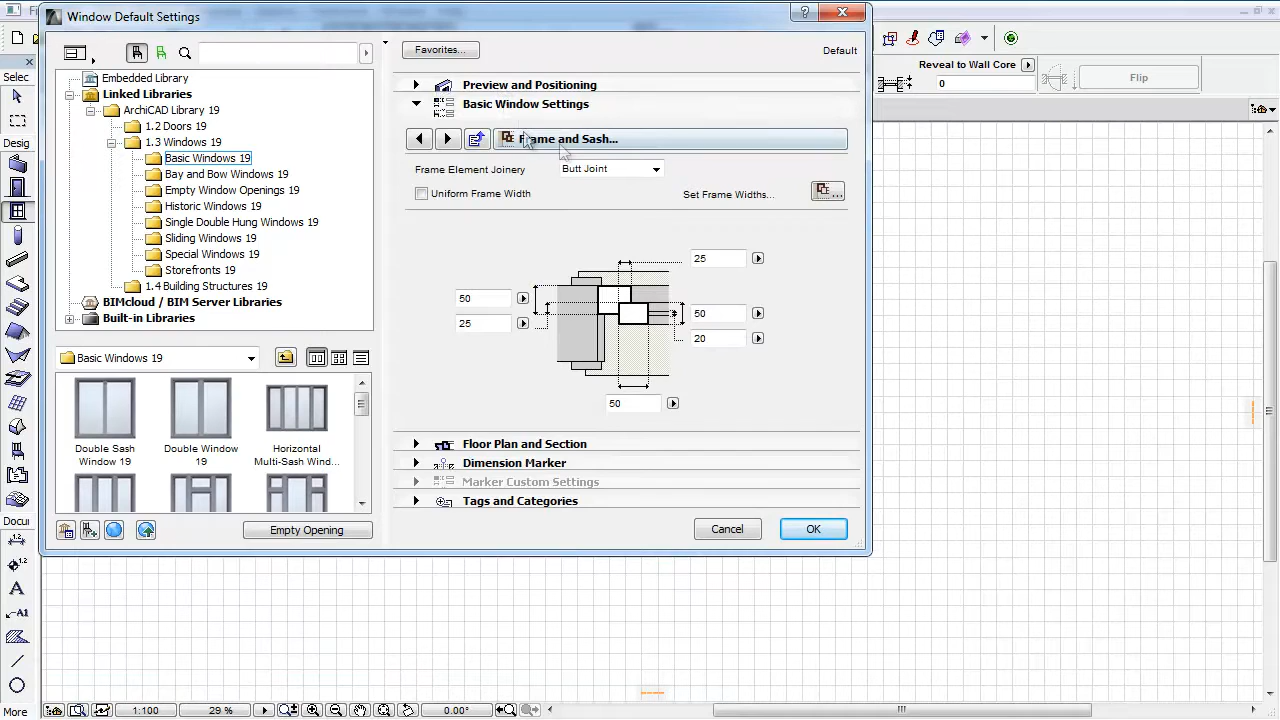 Window Default Settings
?
Favorites...
Default
Embedded Library
Linked Libraries
ArchiCAD Library 19
1.2 Doors 19
1.3 Windows 19
Basic Windows 19
Bay and Bow Windows 19
Empty Window Openings 19
Historic Windows 19
Single Double Hung Windows 19
Sliding Windows 19
Special Windows 19
Storefronts 19
1.4 Building Structures 19
BIMcloud / BIM Server Libraries
Built-in Libraries
Basic Windows 19
Double Sash
Window 19
Double Window
19
Horizontal
Multi-Sash Wind...
Empty Opening
Preview and Positioning
Basic Window Settings
Frame and Sash...
Frame Element Joinery
Butt Joint
Uniform Frame Width
Set Frame Widths...
25
50
25
50
20
50
Floor Plan and Section
Dimension Marker
Marker Custom Settings
Tags and Categories
Cancel
OK
Reveal to Wall Core
0
Flip
File
Selec
Desig
Docu
A
A1
More
1:100
29 %
0.00°